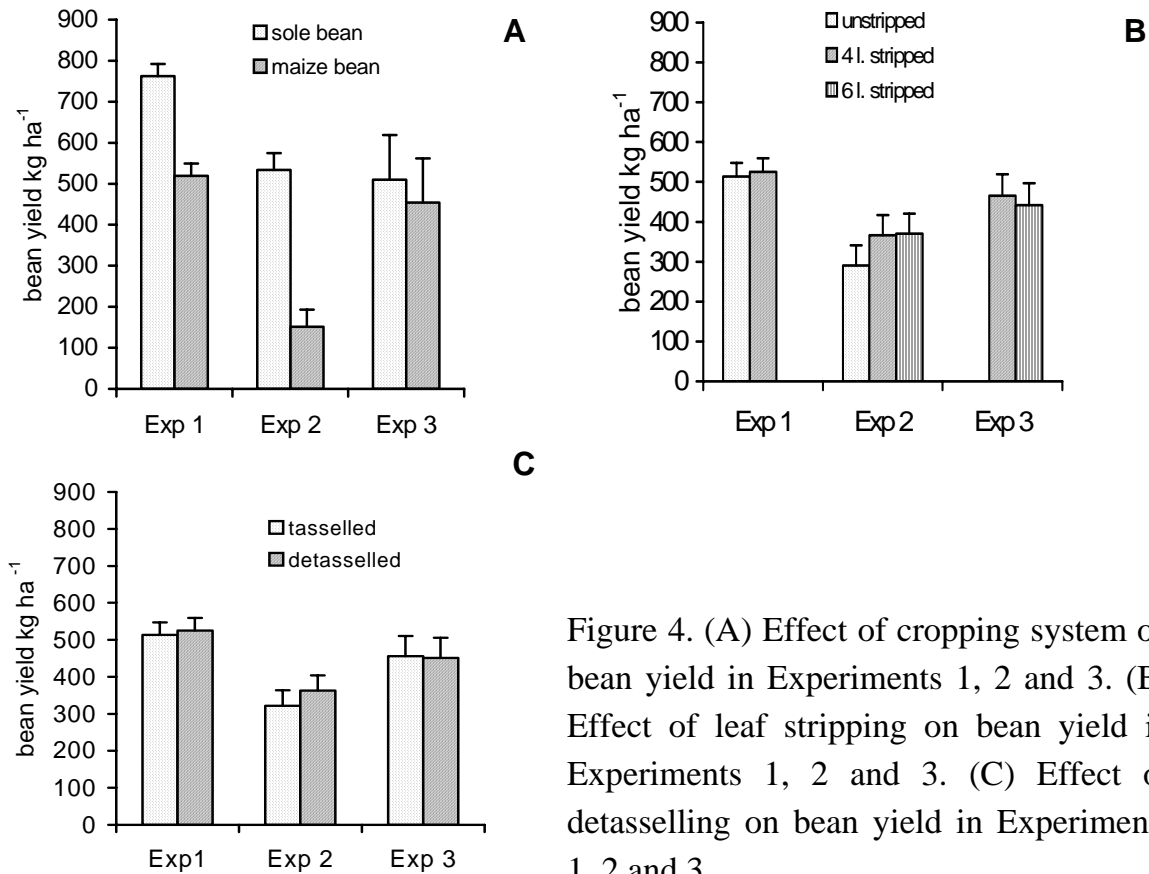 A
sole bean
maize bean
900
800
700
600
500
400
300
200
100
0
bean yield kg ha⁻¹
Exp 1 Exp 2 Exp 3
B
unstripped
4 l. stripped
6 l. stripped
900
800
700
600
500
400
300
200
100
0
bean yield kg ha⁻¹
Exp 1 Exp 2 Exp 3
C
tasselled
detasselled
900
800
700
600
500
400
300
200
100
0
bean yield kg ha⁻¹
Exp1 Exp 2 Exp 3
Figure 4. (A) Effect of cropping system o
bean yield in Experiments 1, 2 and 3. (B
Effect of leaf stripping on bean yield i
Experiments 1, 2 and 3. (C) Effect o
detasselling on bean yield in Experimen
1, 2 and 3